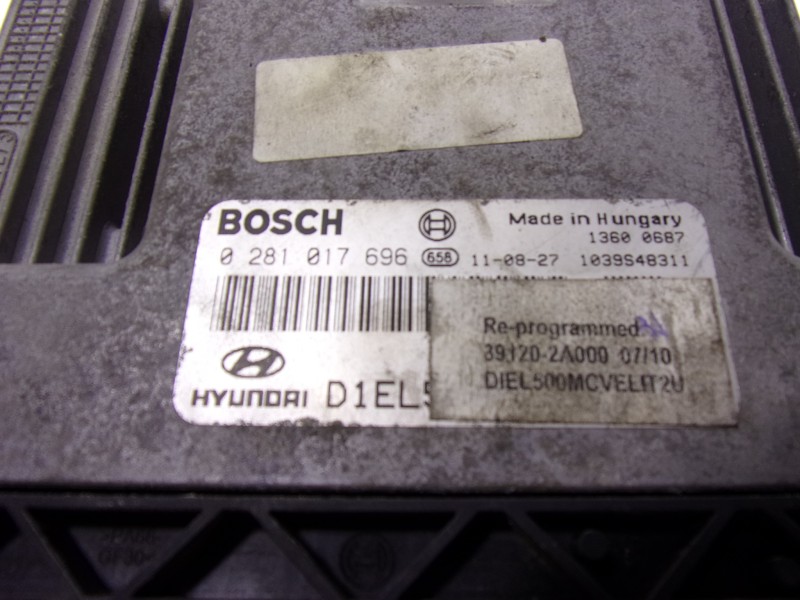 BOSCH
Made in Hungary
1360 0687
0 281 017 696 658 11-08-27 1039S48311
Re-programmed
39120-2A000 07/10
DIEL500MCVELIT2U
HYUNDAI D1EL5